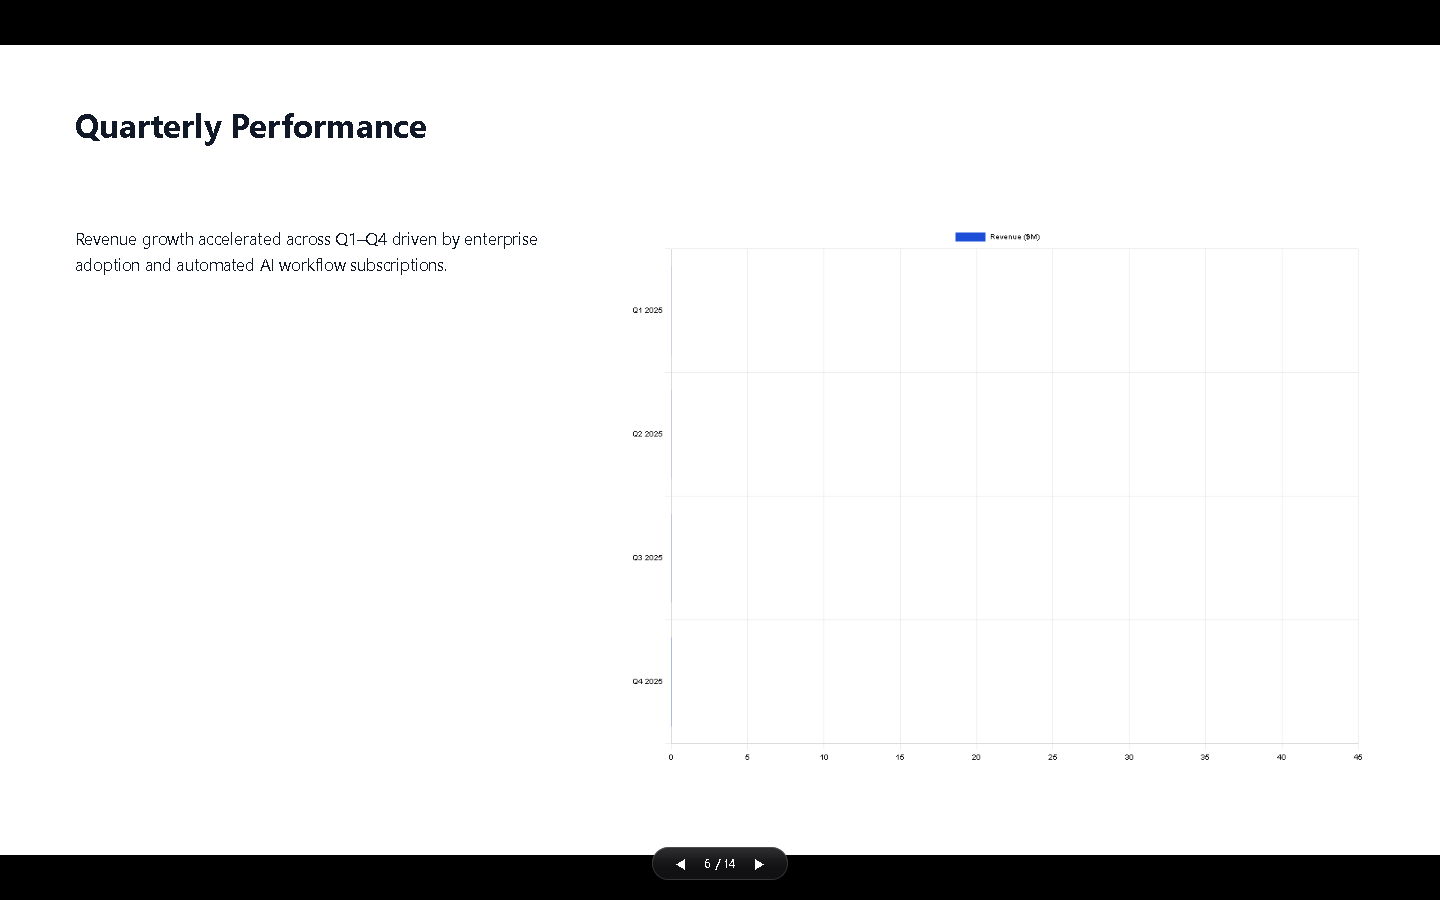 Quarterly Performance
Revenue growth accelerated across Q1–Q4 driven by enterprise
adoption and automated AI workflow subscriptions.
Revenue ($M)
Q1 2025
Q2 2025
Q3 2025
Q4 2025
0 5 10 15 20 25 30 35 40 45
◀ 6 / 14 ▶